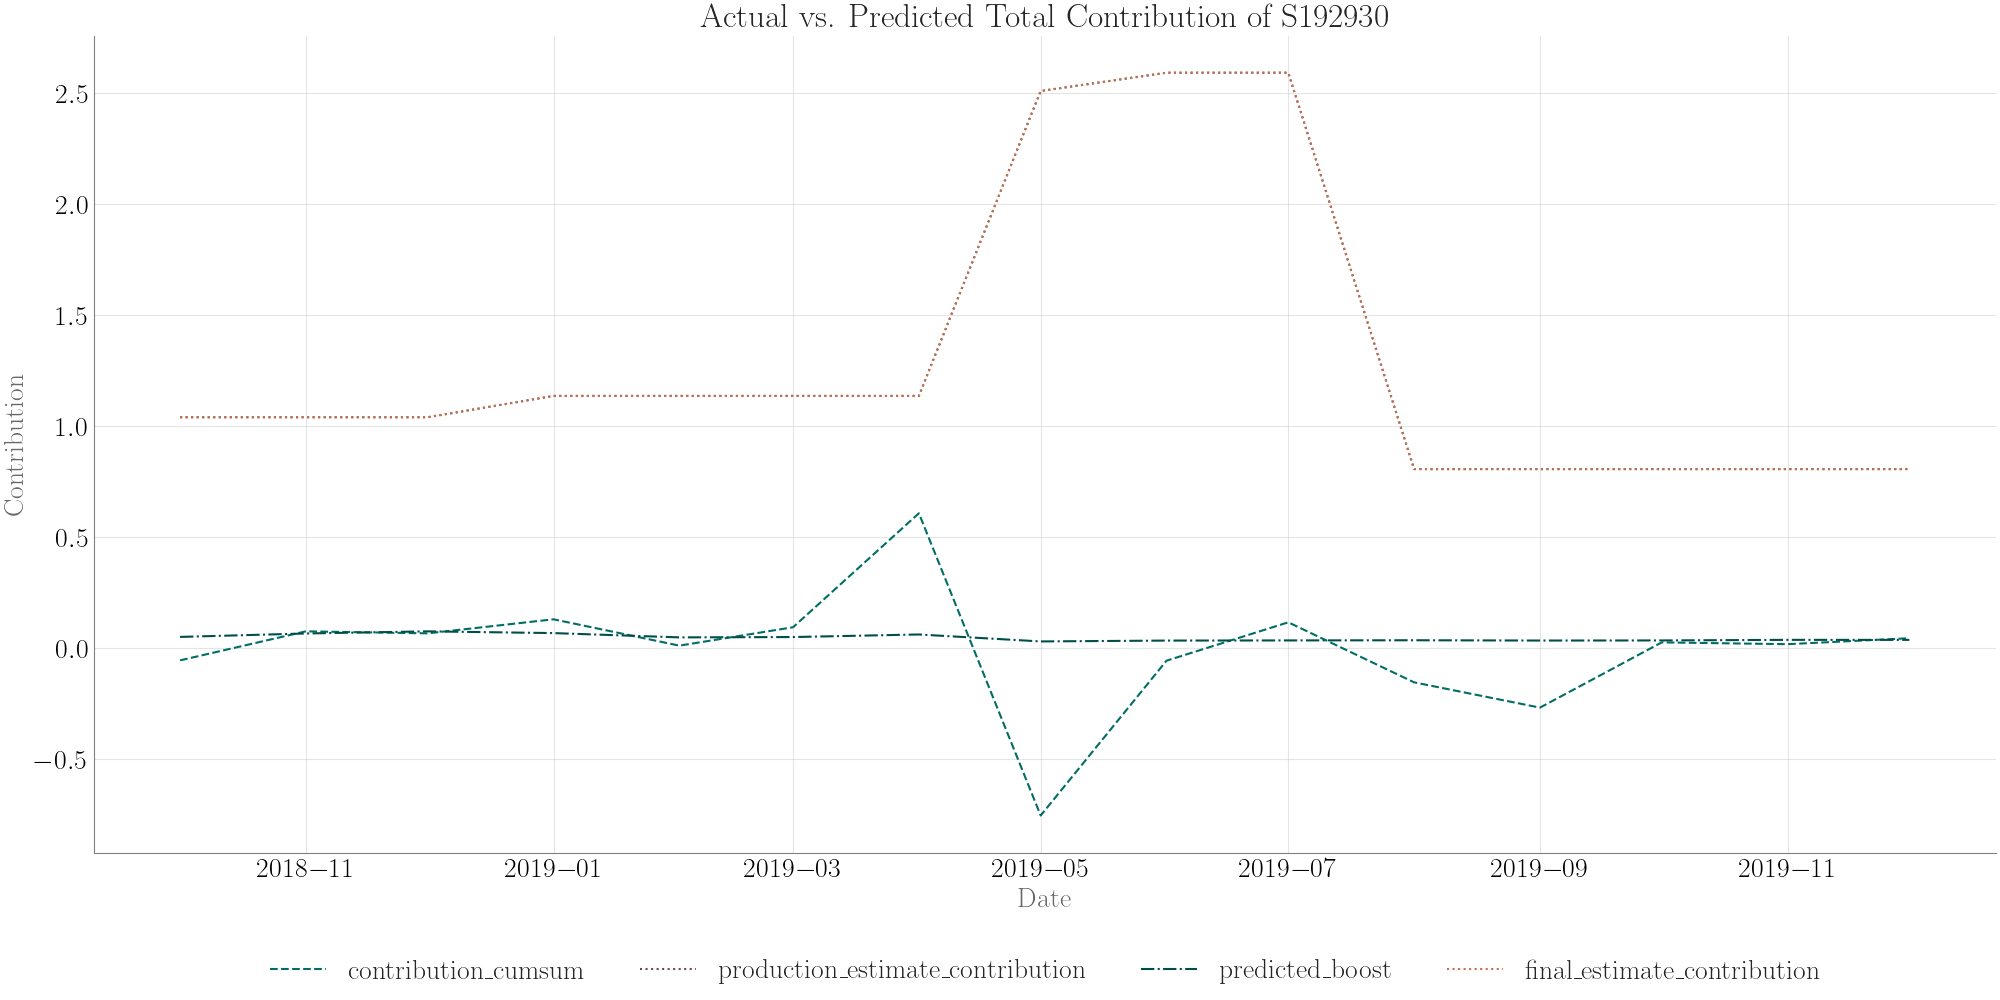 Actual vs. Predicted Total Contribution of S192930
Contribution
2.5
2.0
1.5
1.0
0.5
0.0
−0.5
2018−11 2019−01 2019−03 2019−05 2019−07 2019−09 2019−11
Date
contribution_cumsum production_estimate_contribution predicted_boost final_estimate_contribution